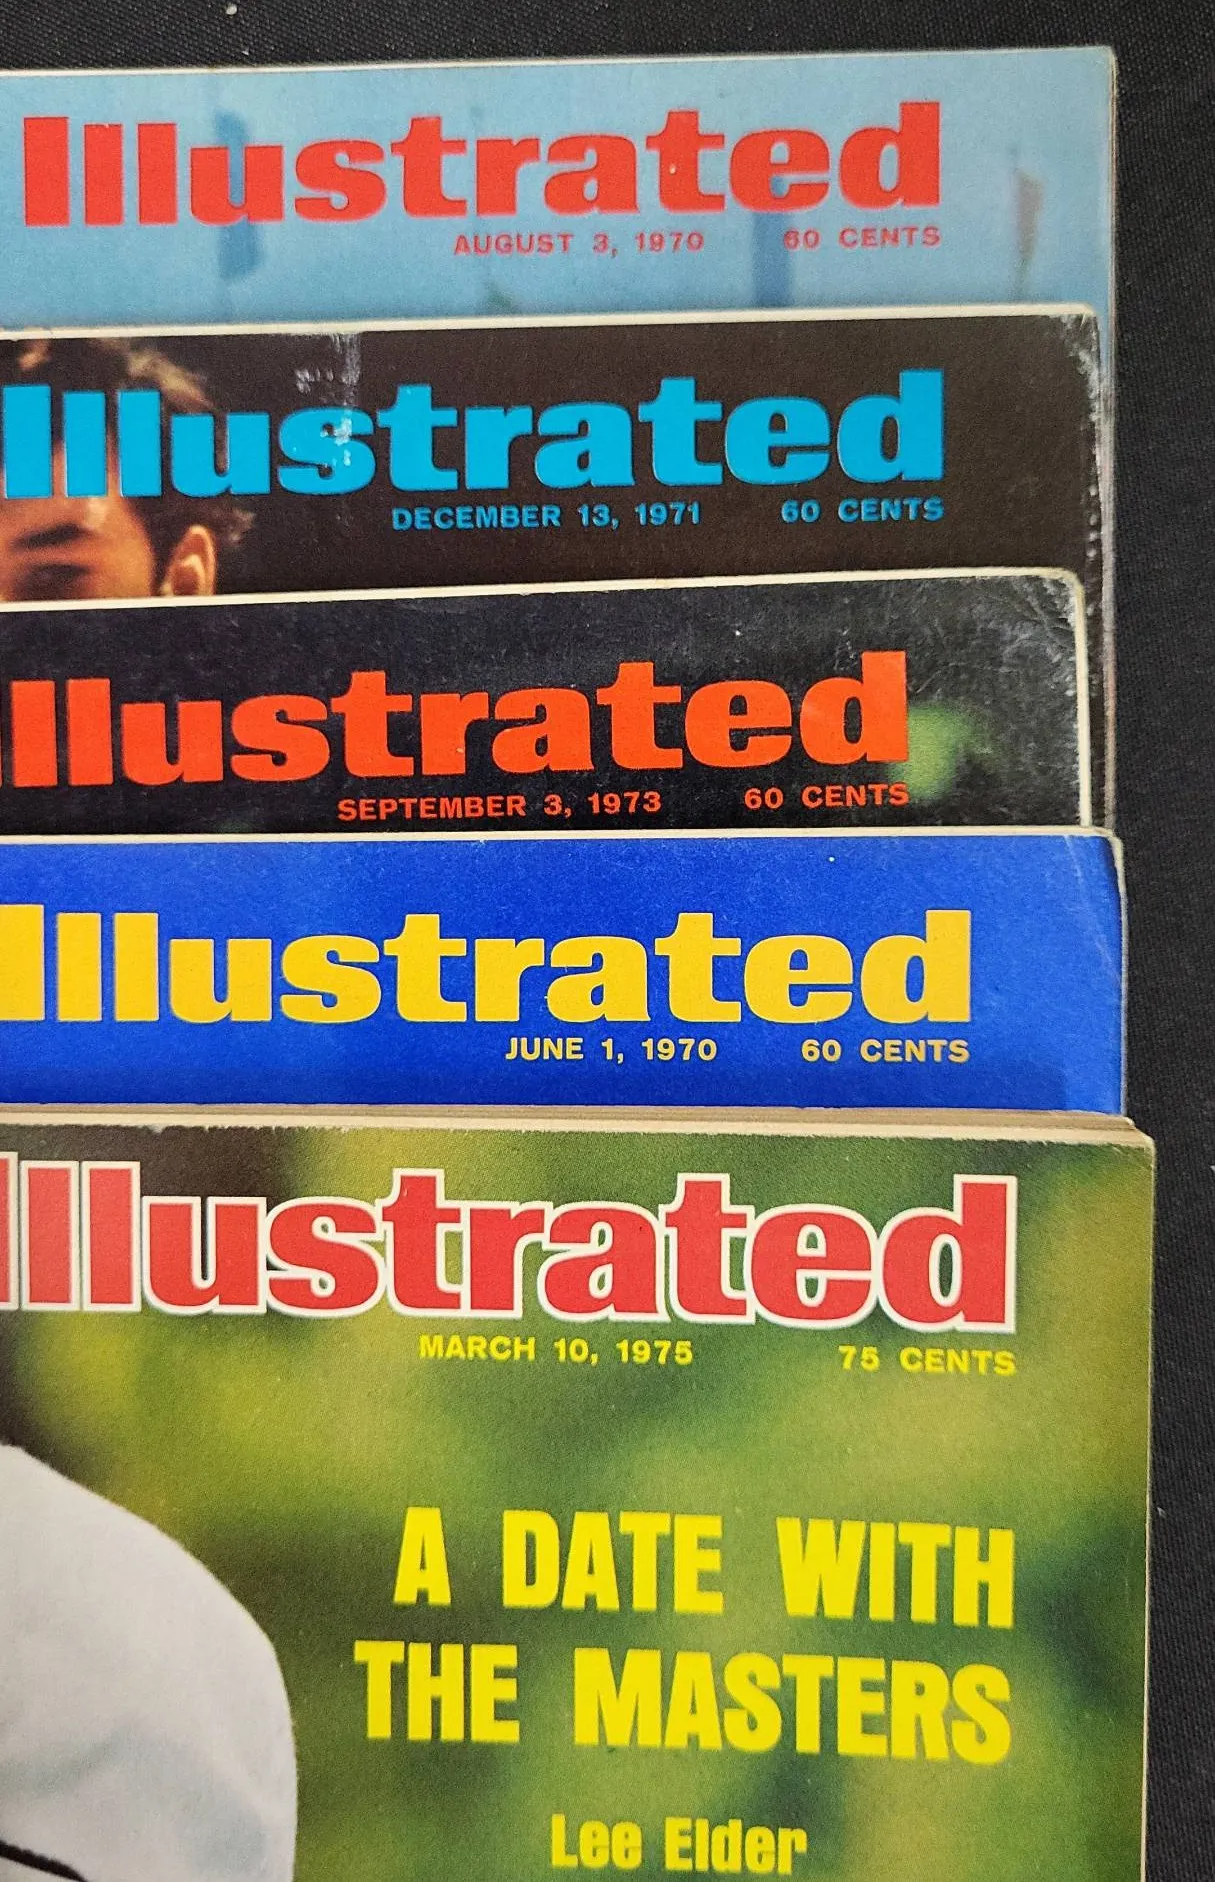 Illustrated
AUGUST 3, 1970 60 CENTS
Illustrated
DECEMBER 13, 1971 60 CENTS
Illustrated
SEPTEMBER 3, 1973 60 CENTS
Illustrated
JUNE 1, 1970 60 CENTS
Illustrated
MARCH 10, 1975 75 CENTS
A DATE WITH
THE MASTERS
Lee Elder